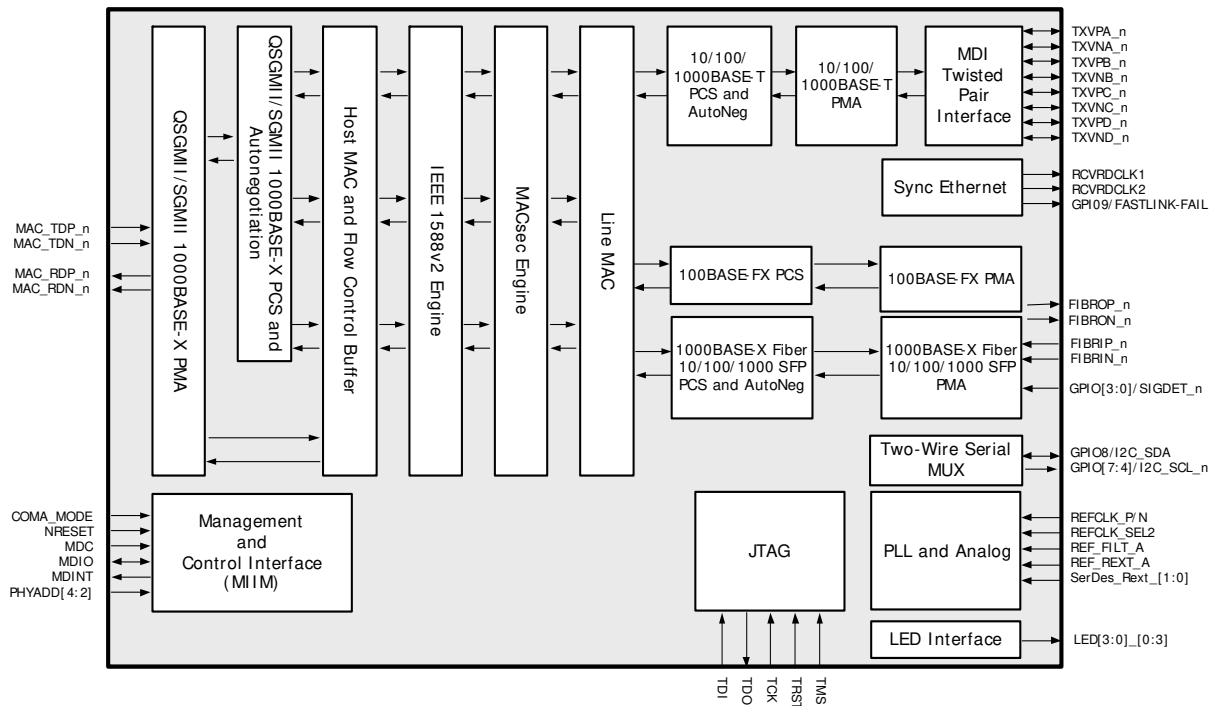 MAC_TDP_n
MAC_TDN_n
MAC_RDP_n
MAC_RDN_n
COMA_MODE
NRESET
MDC
MDIO
MDINT
PHYADD[4:2]
QSGMII/SGMII 1000BASE-X PMA
QSGMII/SGMII 1000BASE-X PCS and
Autonegotiation
Host MAC and Flow Control Buffer
IEEE 1588v2 Engine
MACsec Engine
Line MAC
10/100/
1000BASE-T
PCS and
AutoNeg
10/100/
1000BASE-T
PMA
MDI
Twisted
Pair
Interface
Sync Ethernet
100BASE-FX PCS
100BASE-FX PMA
1000BASE-X Fiber
10/100/1000 SFP
PCS and AutoNeg
1000BASE-X Fiber
10/100/1000 SFP
PMA
Two-Wire Serial
MUX
Management
and
Control Interface
(MIIM)
JTAG
PLL and Analog
LED Interface
TXVPA_n
TXVNA_n
TXVPB_n
TXVNB_n
TXVPC_n
TXVNC_n
TXVPD_n
TXVND_n
RCVRDCLK1
RCVRDCLK2
GPIO9/FASTLINK-FAIL
FIBROP_n
FIBRON_n
FIBRIP_n
FIBRIN_n
GPIO[3:0]/SIGDET_n
GPIO8/I2C_SDA
GPIO[7:4]/I2C_SCL_n
REFCLK_P/N
REFCLK_SEL2
REF_FILT_A
REF_REXT_A
SerDes_Rext_[1:0]
LED[3:0]_[0:3]
TDI
TDO
TCK
TRST
TMS